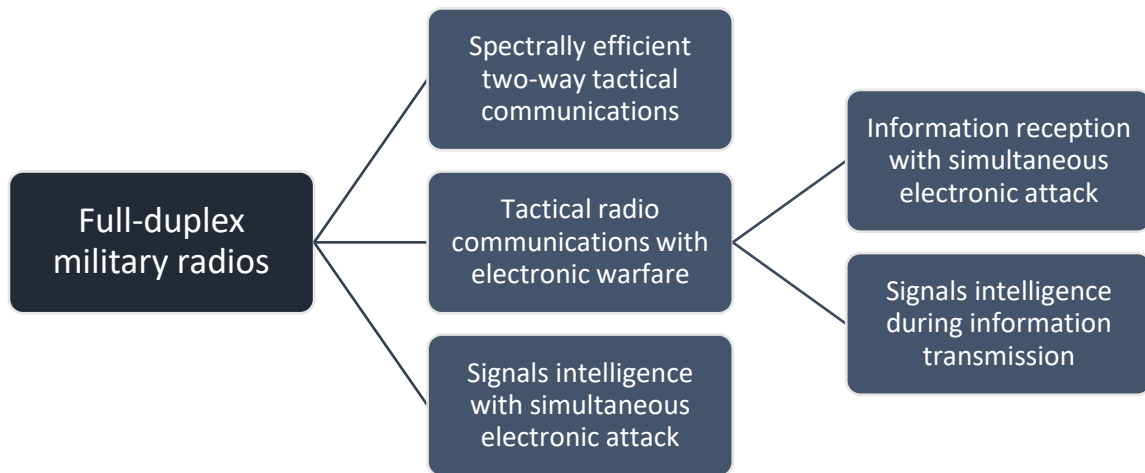 Full-duplex
military radios
Spectrally efficient
two-way tactical
communications
Tactical radio
communications with
electronic warfare
Signals intelligence
with simultaneous
electronic attack
Information reception
with simultaneous
electronic attack
Signals intelligence
during information
transmission